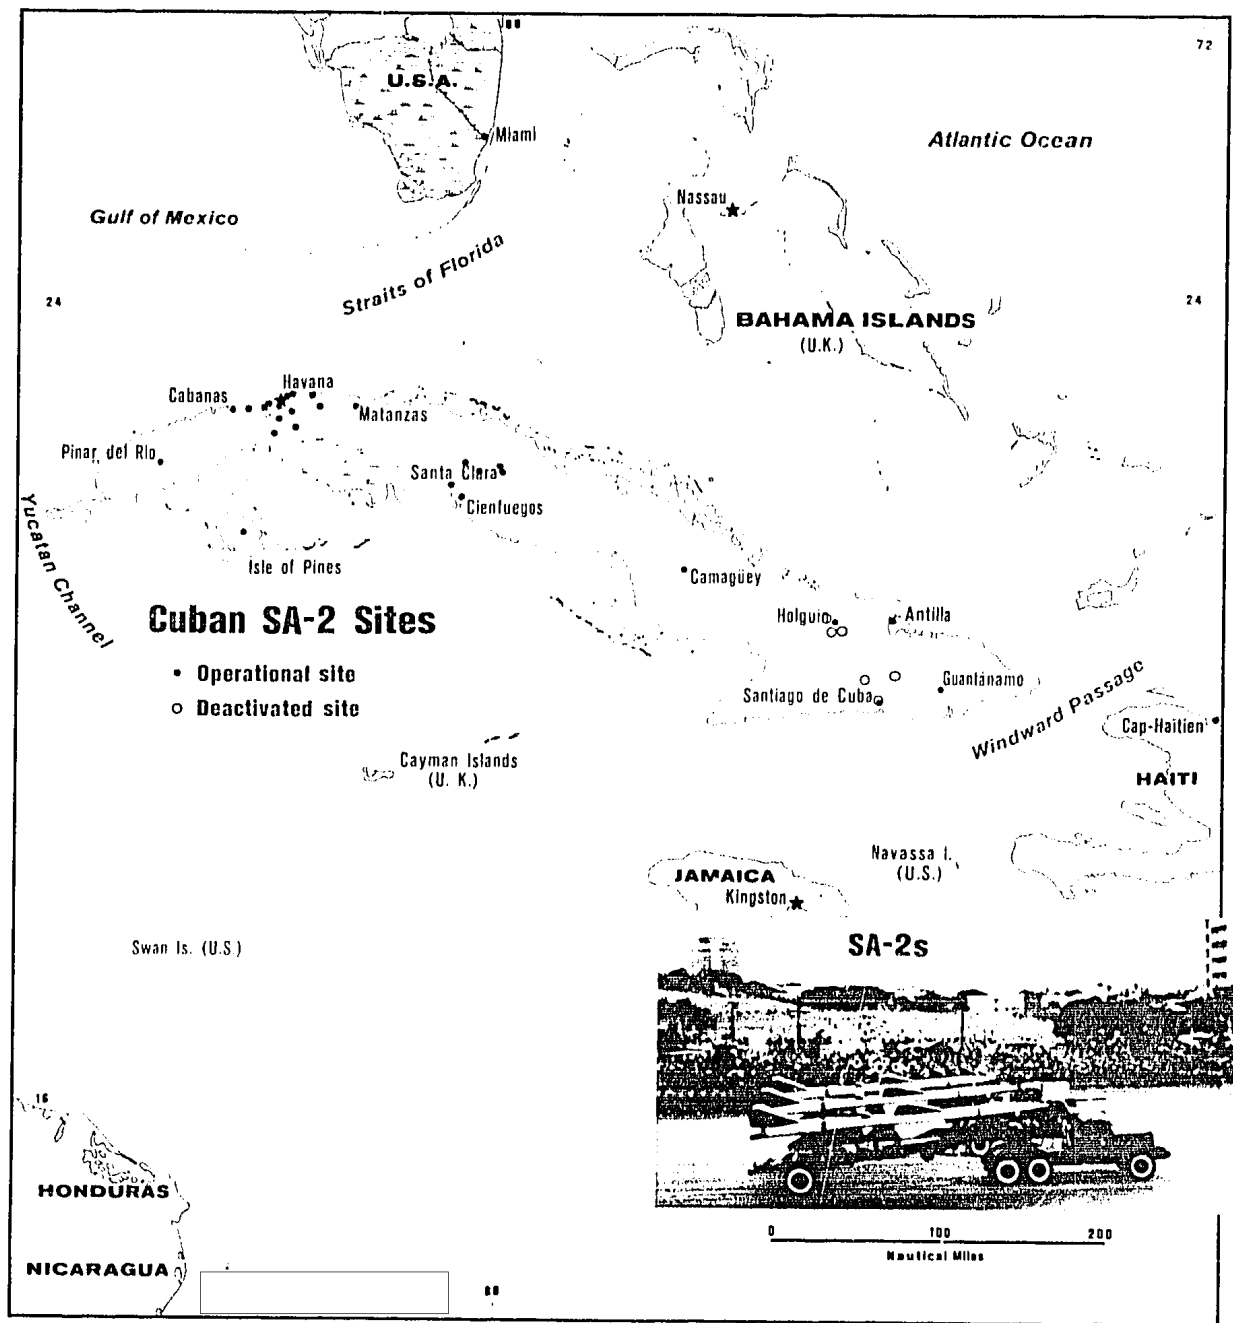 80
72
U.S.A.
Miami
Atlantic Ocean
Nassau
Gulf of Mexico
Straits of Florida
24
24
BAHAMA ISLANDS
(U.K.)
Havana
Cabanas
Matanzas
Pinar del Río
Santa Clara
Cienfuegos
Yucatan Channel
Isle of Pines
Camagüey
Cuban SA-2 Sites
Holguin
Antilla
• Operational site
Guantánamo
Santiago de Cuba
○ Deactivated site
Windward Passage
Cap-Haitien
Cayman Islands
(U. K.)
HAITI
Navassa I.
(U.S.)
JAMAICA
Kingston
Swan Is. (U.S.)
SA-2s
16
HONDURAS
0 100 200
Nautical Miles
NICARAGUA
80